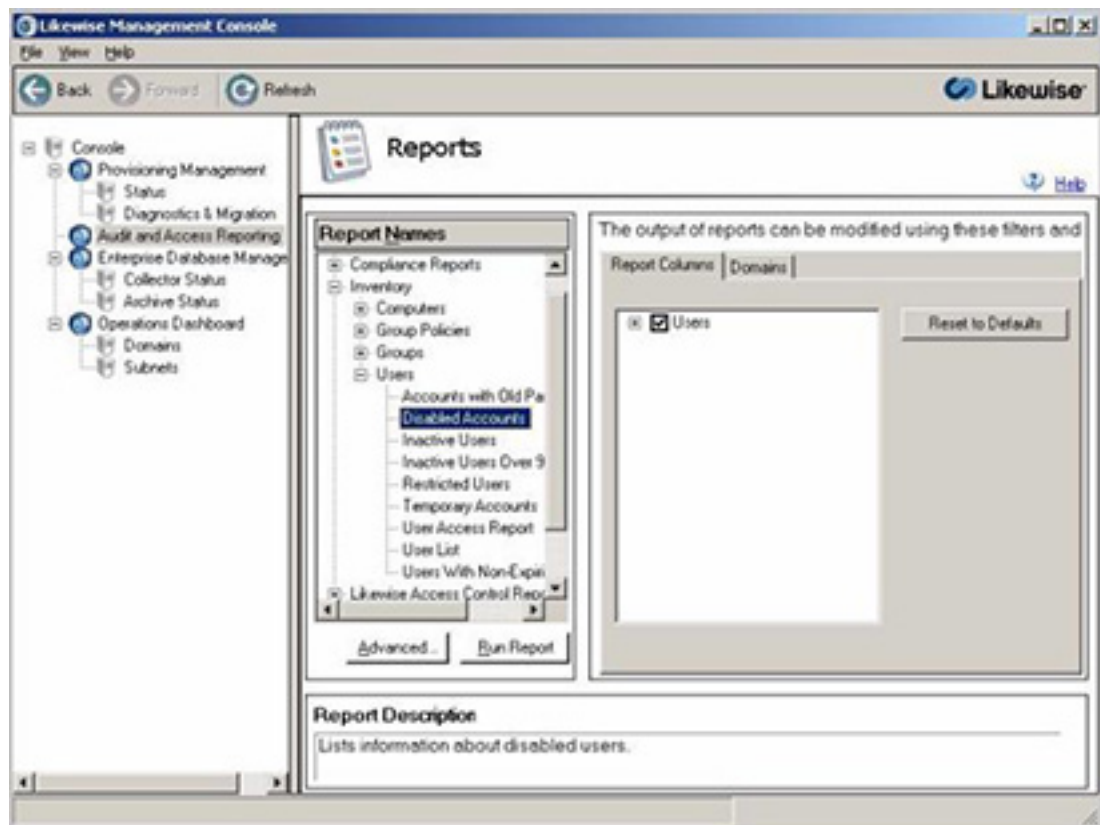 Likewise Management Console
File View Help
Back Forward Refresh
Likewise
Console
Provisioning Management
Status
Diagnostics & Migration
Audit and Access Reporting
Enterprise Database Manage
Collector Status
Archive Status
Operations Dashboard
Domains
Subnets
Reports
Help
Report Names
Compliance Reports
Inventory
Computers
Group Policies
Groups
Users
Accounts with Old Pa
Disabled Accounts
Inactive Users
Inactive Users Over 9
Restricted Users
Temporary Accounts
User Access Report
User List
Users With Non-Expiri
Likewise Access Control Repo
Advanced... Run Report
The output of reports can be modified using these filters and
Report Columns Domains
Users
Reset to Defaults
Report Description
Lists information about disabled users.